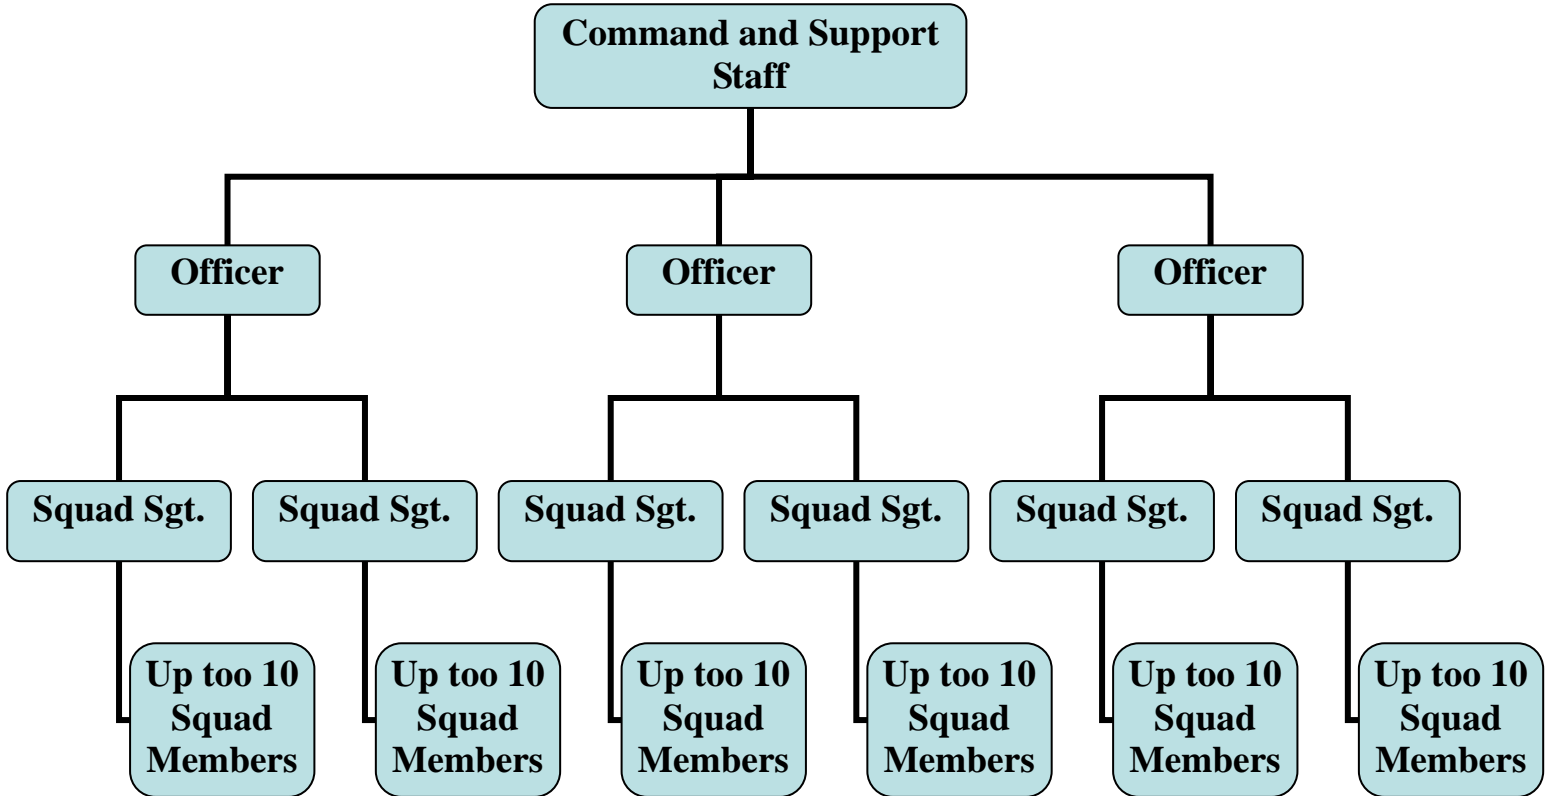 Command and Support
Staff
Officer
Officer
Officer
Squad Sgt.
Squad Sgt.
Squad Sgt.
Squad Sgt.
Squad Sgt.
Squad Sgt.
Up too 10
Squad
Members
Up too 10
Squad
Members
Up too 10
Squad
Members
Up too 10
Squad
Members
Up too 10
Squad
Members
Up too 10
Squad
Members